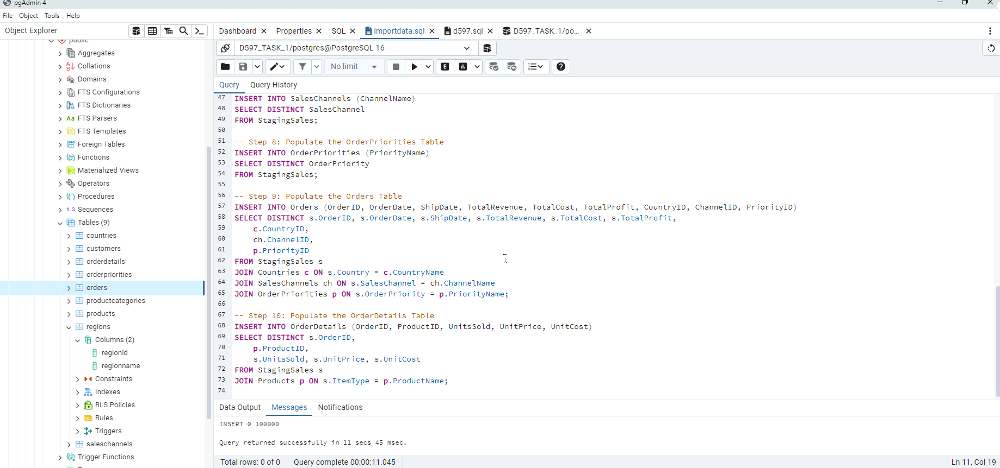 pgAdmin 4
File Object Tools Help
Object Explorer
Dashboard Properties SQL importdata.sql d597.sql D597_TASK_1/po...
public
Aggregates
Collations
Domains
FTS Configurations
FTS Dictionaries
Aa FTS Parsers
FTS Templates
Foreign Tables
Functions
Materialized Views
Operators
Procedures
1..3 Sequences
Tables (9)
countries
customers
orderdetails
orderpriorities
orders
productcategories
products
regions
Columns (2)
regionid
regionname
Constraints
Indexes
RLS Policies
Rules
Triggers
saleschannels
Trigger Functions
D597_TASK_1/postgres@PostgreSQL 16
No limit
E
Query Query History
47 INSERT INTO SalesChannels (ChannelName)
48 SELECT DISTINCT SalesChannel
49 FROM StagingSales;
50
51 -- Step 8: Populate the OrderPriorities Table
52 INSERT INTO OrderPriorities (PriorityName)
53 SELECT DISTINCT OrderPriority
54 FROM StagingSales;
55
56 -- Step 9: Populate the Orders Table
57 INSERT INTO Orders (OrderID, OrderDate, ShipDate, TotalRevenue, TotalCost, TotalProfit, CountryID, ChannelID, PriorityID)
58 SELECT DISTINCT s.OrderID, s.OrderDate, s.ShipDate, s.TotalRevenue, s.TotalCost, s.TotalProfit,
59 c.CountryID,
60 ch.ChannelID,
61 p.PriorityID
62 FROM StagingSales s
63 JOIN Countries c ON s.Country = c.CountryName
64 JOIN SalesChannels ch ON s.SalesChannel = ch.ChannelName
65 JOIN OrderPriorities p ON s.OrderPriority = p.PriorityName;
66
67 -- Step 10: Populate the OrderDetails Table
68 INSERT INTO OrderDetails (OrderID, ProductID, UnitsSold, UnitPrice, UnitCost)
69 SELECT DISTINCT s.OrderID,
70 p.ProductID,
71 s.UnitsSold, s.UnitPrice, s.UnitCost
72 FROM StagingSales s
73 JOIN Products p ON s.ItemType = p.ProductName;
74
Data Output Messages Notifications
INSERT 0 100000
Query returned successfully in 11 secs 45 msec.
Total rows: 0 of 0 Query complete 00:00:11.045 Ln 11, Col 19